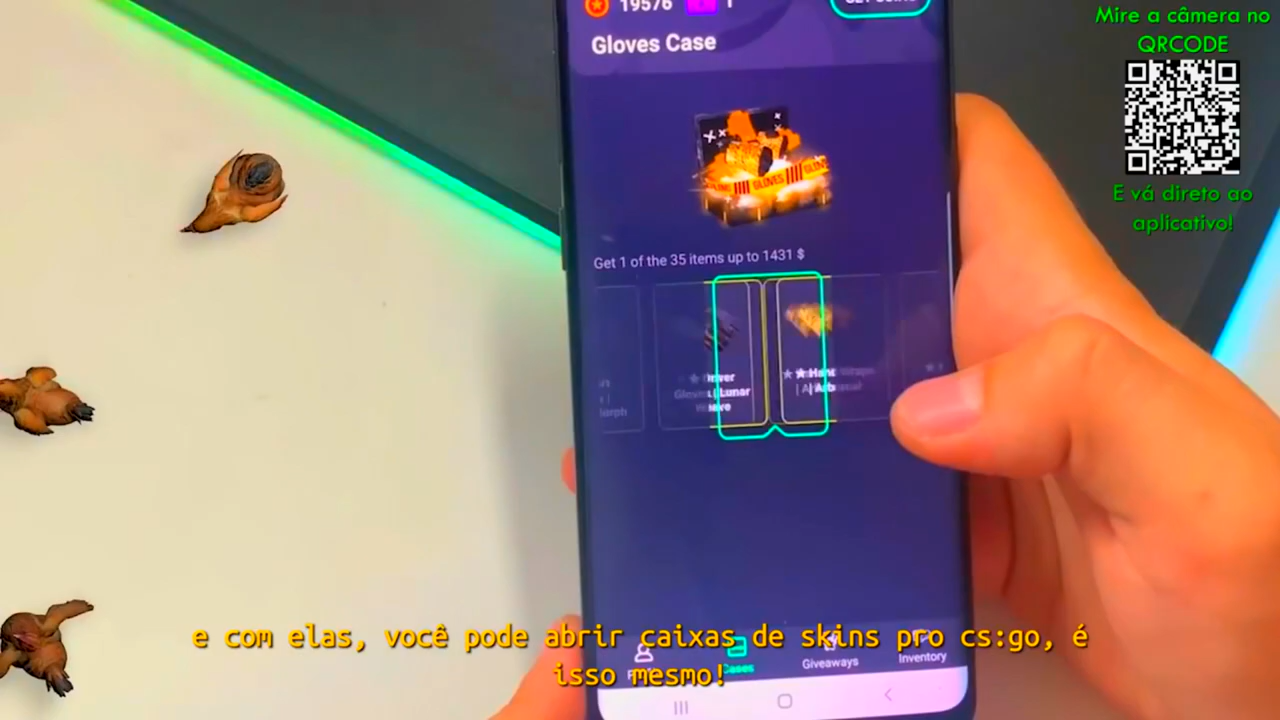 Mire a câmera no
QRCODE
E vá direto ao
aplicativo!
19576
Gloves Case
GLOVES
Get 1 of the 35 items up to 1431 $
Cases
Giveaways
Inventory
e com elas, você pode abrir caixas de skins pro cs:go, é
isso mesmo!